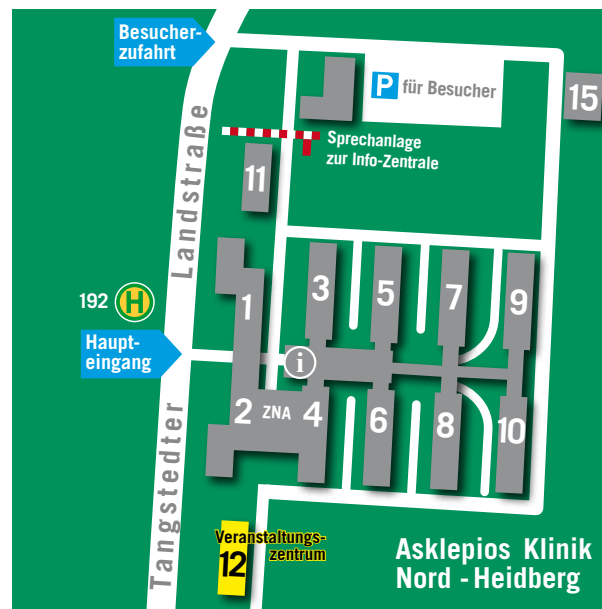 Besucher-
zufahrt
P für Besucher
15
Sprechanlage
zur Info-Zentrale
11
Landstraße
192 H
3
5
7
9
1
Haupt-
eingang
i
2
ZNA
4
6
8
10
Tangstedter
Veranstaltungs-
zentrum
12
Asklepios Klinik
Nord - Heidberg